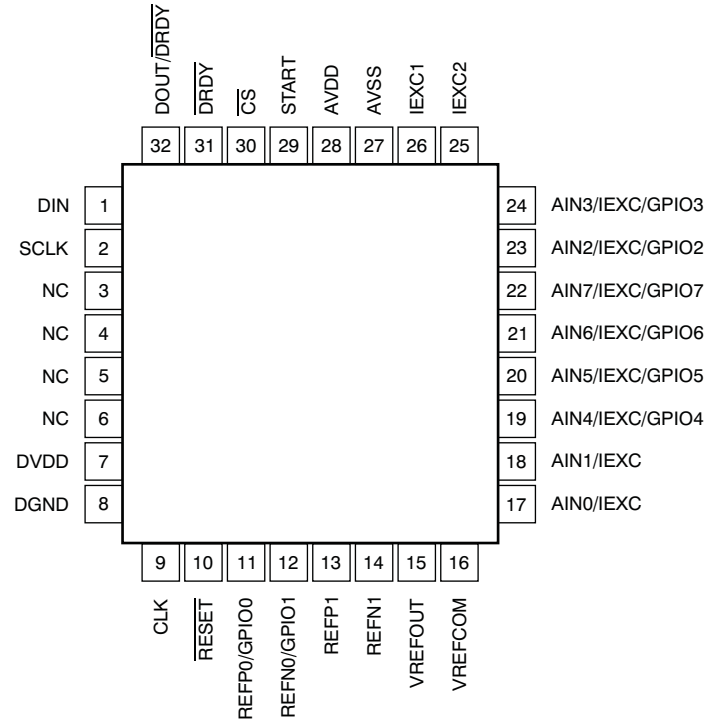 DOUT/DRDY
DRDY
CS
START
AVDD
AVSS
IEXC1
IEXC2
32 31 30 29 28 27 26 25
DIN 1
SCLK 2
NC 3
NC 4
NC 5
NC 6
DVDD 7
DGND 8
24 AIN3/IEXC/GPIO3
23 AIN2/IEXC/GPIO2
22 AIN7/IEXC/GPIO7
21 AIN6/IEXC/GPIO6
20 AIN5/IEXC/GPIO5
19 AIN4/IEXC/GPIO4
18 AIN1/IEXC
17 AIN0/IEXC
9 10 11 12 13 14 15 16
CLK
RESET
REFP0/GPIO0
REFN0/GPIO1
REFP1
REFN1
VREFOUT
VREFCOM